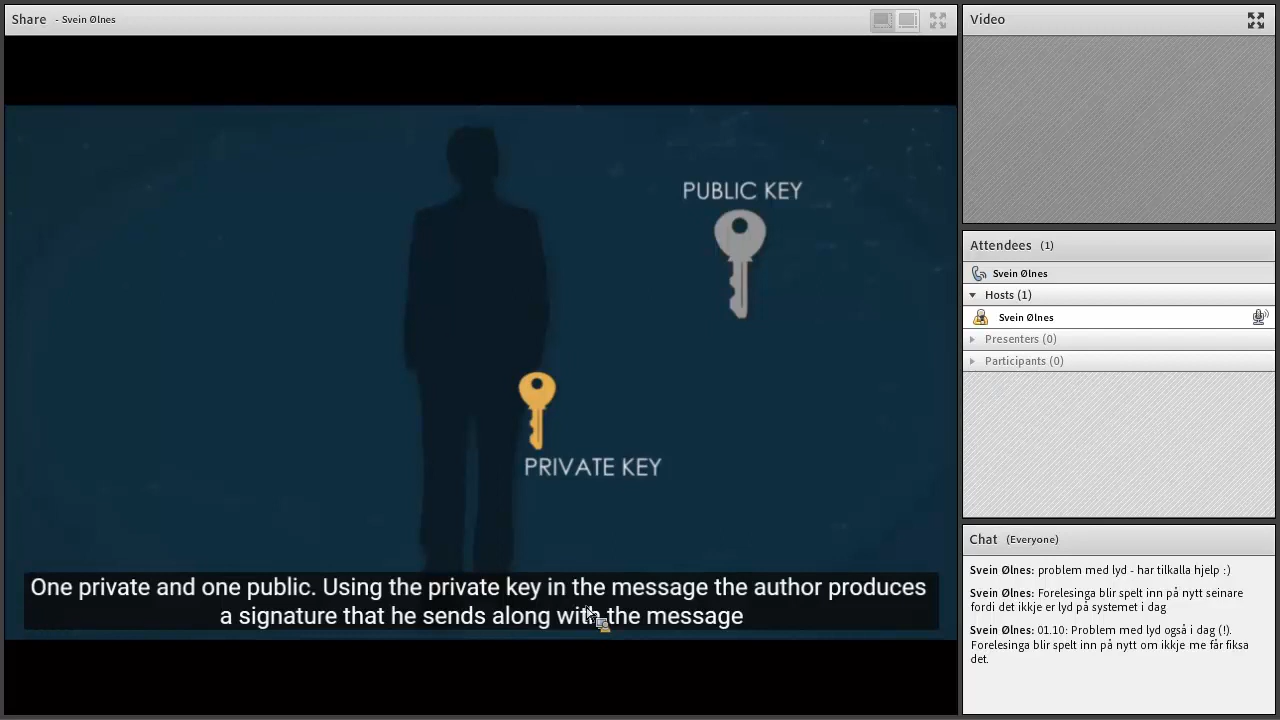 Share - Svein Ølnes
PUBLIC KEY
PRIVATE KEY
One private and one public. Using the private key in the message the author produces
a signature that he sends along with the message
Video
Attendees (1)
Svein Ølnes
Hosts (1)
Svein Ølnes
Presenters (0)
Participants (0)
Chat (Everyone)
Svein Ølnes: problem med lyd - har tilkalla hjelp :)
Svein Ølnes: Forelesinga blir spelt inn på nytt seinare
fordi det ikkje er lyd på systemet i dag
Svein Ølnes: 01.10: Problem med lyd også i dag (!).
Forelesinga blir spelt inn på nytt om ikkje me får fiksa
det.